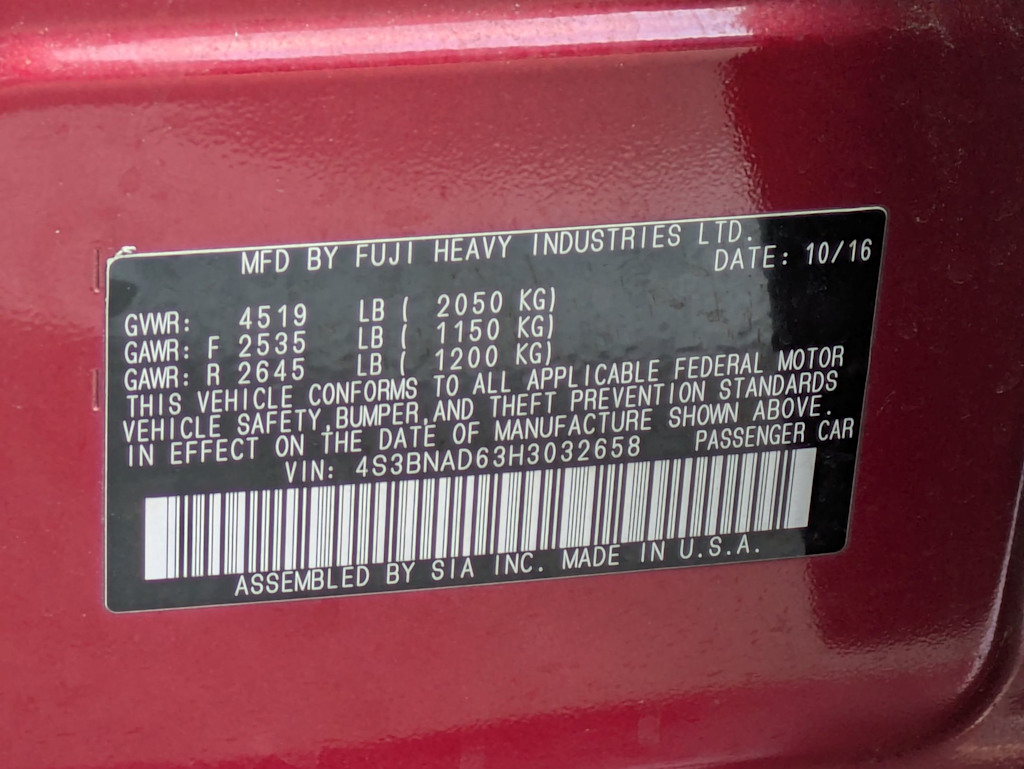 MFD BY FUJI HEAVY INDUSTRIES LTD.
DATE: 10/16
GVWR: 4519 LB ( 2050 KG)
GAWR: F 2535 LB ( 1150 KG)
GAWR: R 2645 LB ( 1200 KG)
THIS VEHICLE CONFORMS TO ALL APPLICABLE FEDERAL MOTOR
VEHICLE SAFETY,BUMPER,AND THEFT PREVENTION STANDARDS
IN EFFECT ON THE DATE OF MANUFACTURE SHOWN ABOVE.
VIN: 4S3BNAD63H3032658 PASSENGER CAR
ASSEMBLED BY SIA INC. MADE IN U.S.A.